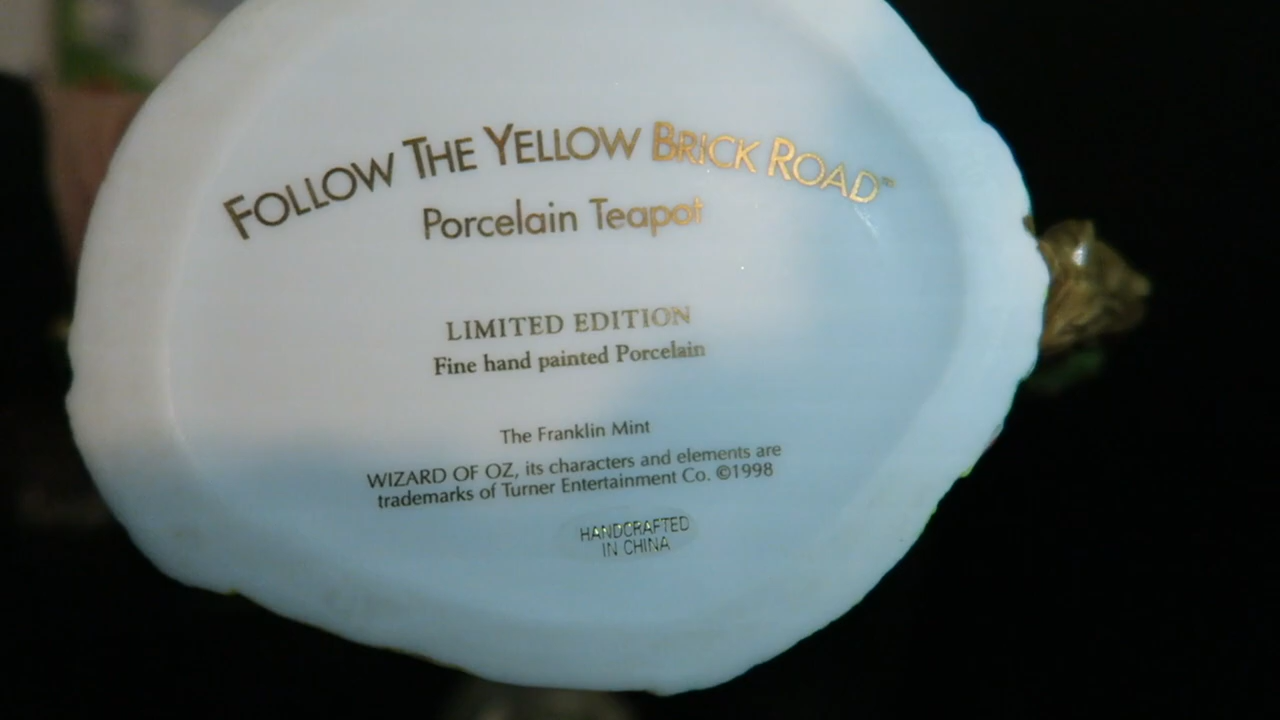 FOLLOW THE YELLOW BRICK ROAD™
Porcelain Teapot
LIMITED EDITION
Fine hand painted Porcelain
The Franklin Mint
WIZARD OF OZ, its characters and elements are
trademarks of Turner Entertainment Co. ©1998
HANDCRAFTED
IN CHINA